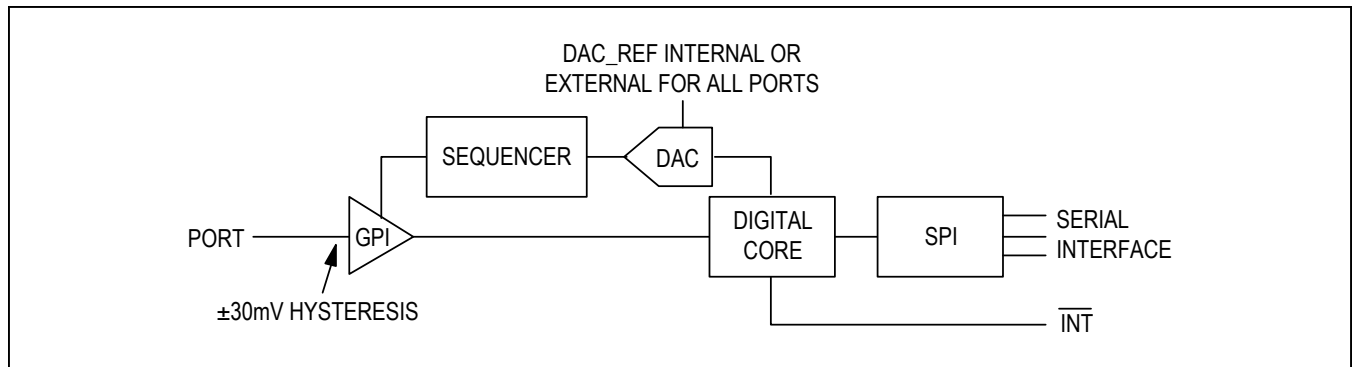 DAC_REF INTERNAL OR
EXTERNAL FOR ALL PORTS
SEQUENCER
DAC
PORT
GPI
DIGITAL
CORE
SPI
SERIAL
INTERFACE
±30mV HYSTERESIS
INT